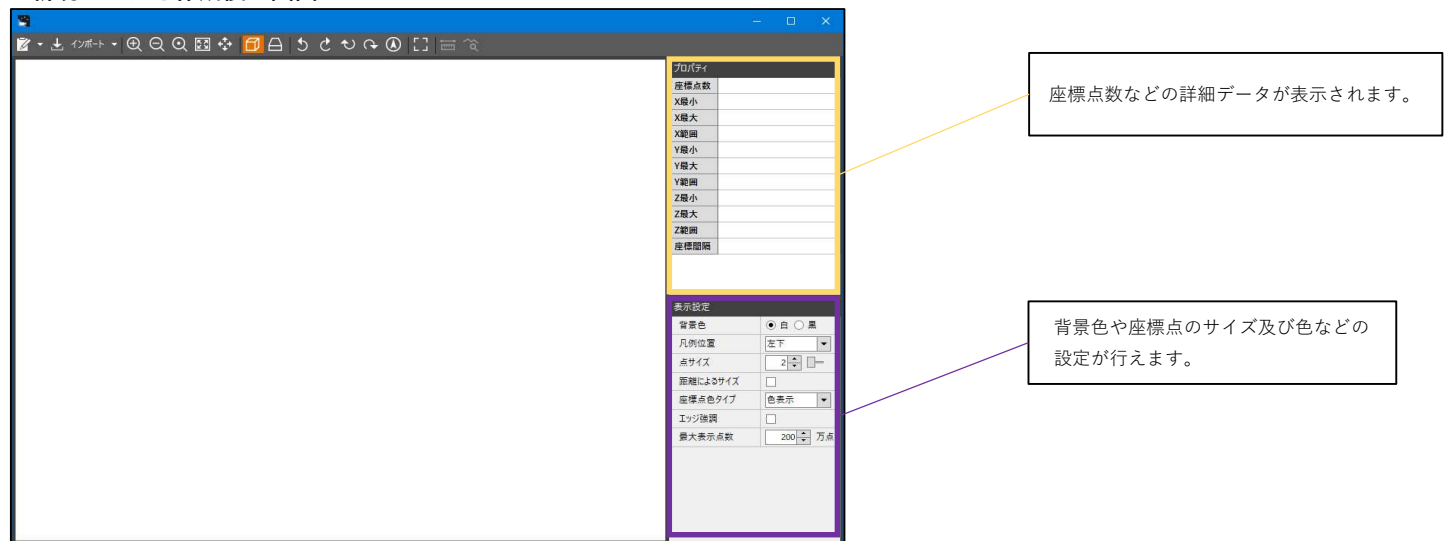 インポート
プロパティ
座標点数
X最小
X最大
X範囲
Y最小
Y最大
Y範囲
Z最小
Z最大
Z範囲
座標間隔
座標点数などの詳細データが表示されます。
表示設定
背景色 白 黒
凡例位置 左下
点サイズ 2
距離によるサイズ
座標点色タイプ 色表示
エッジ強調
最大表示点数 200 万点
背景色や座標点のサイズ及び色などの
設定が行えます。